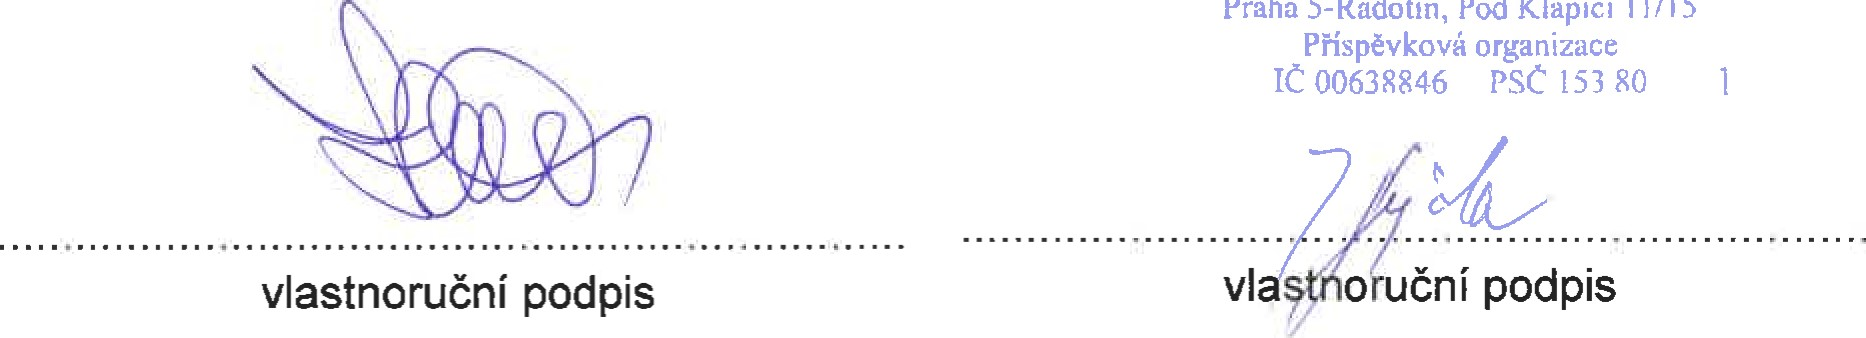 Praha 5-Radotín, Pod Klapicí 11/15
Příspěvková organizace
IČ 00638846 PSČ 153 80 1
vlastnoruční podpis
vlastnoruční podpis